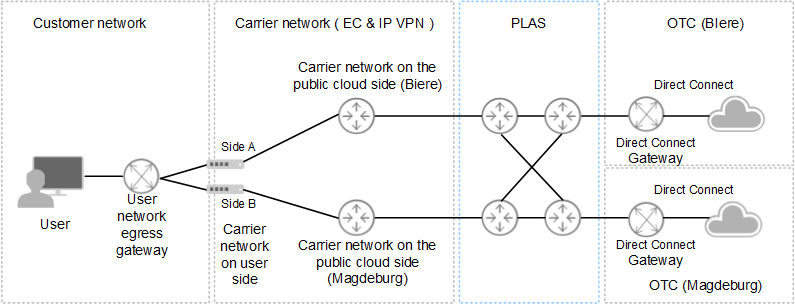 Customer network
Carrier network ( EC & IP VPN )
PLAS
OTC (BIere)
Carrier network on the
public cloud side (Biere)
Direct Connect
Side A
Direct Connect
Gateway
User
User
network
egress
gateway
Side B
Carrier
network
on user
side
Carrier network on the
public cloud side
(Magdeburg)
Direct Connect
Direct Connect
Gateway
OTC (Magdeburg)